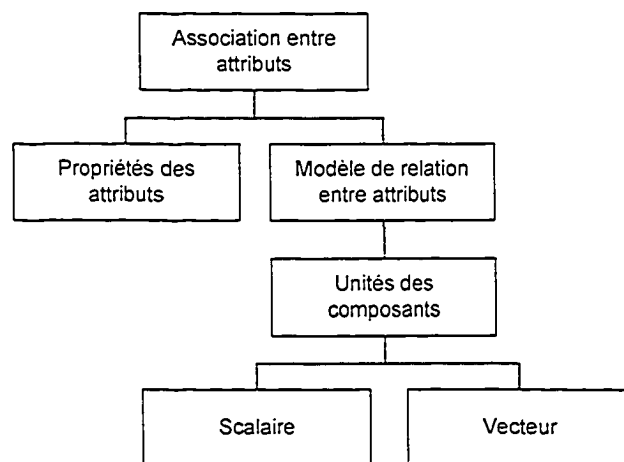 Association entre
attributs
Propriétés des
attributs
Modèle de relation
entre attributs
Unités des
composants
Scalaire
Vecteur